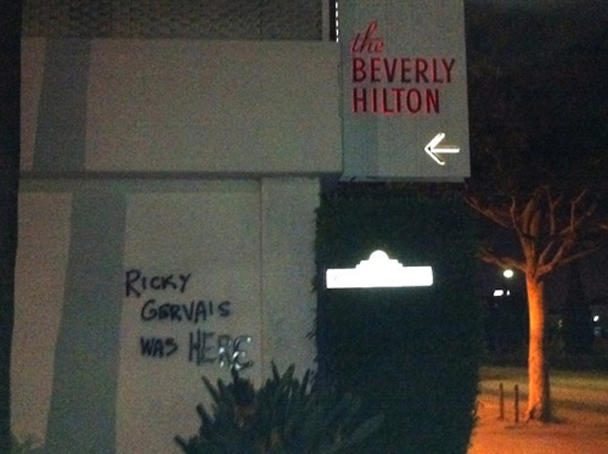 the
BEVERLY
HILTON
RICKY
GERVAIS
WAS HERE